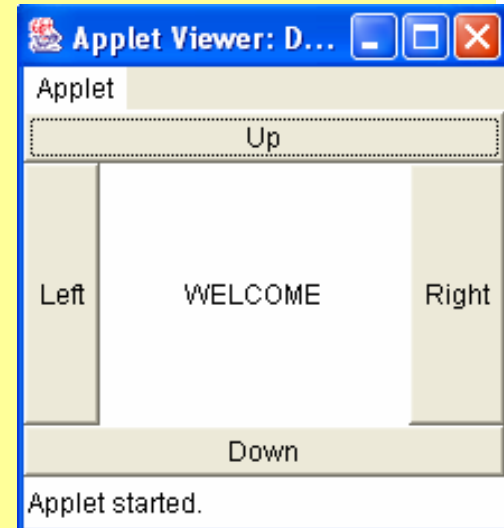 Applet Viewer: D...
Applet
Up
Left WELCOME Right
Down
Applet started.